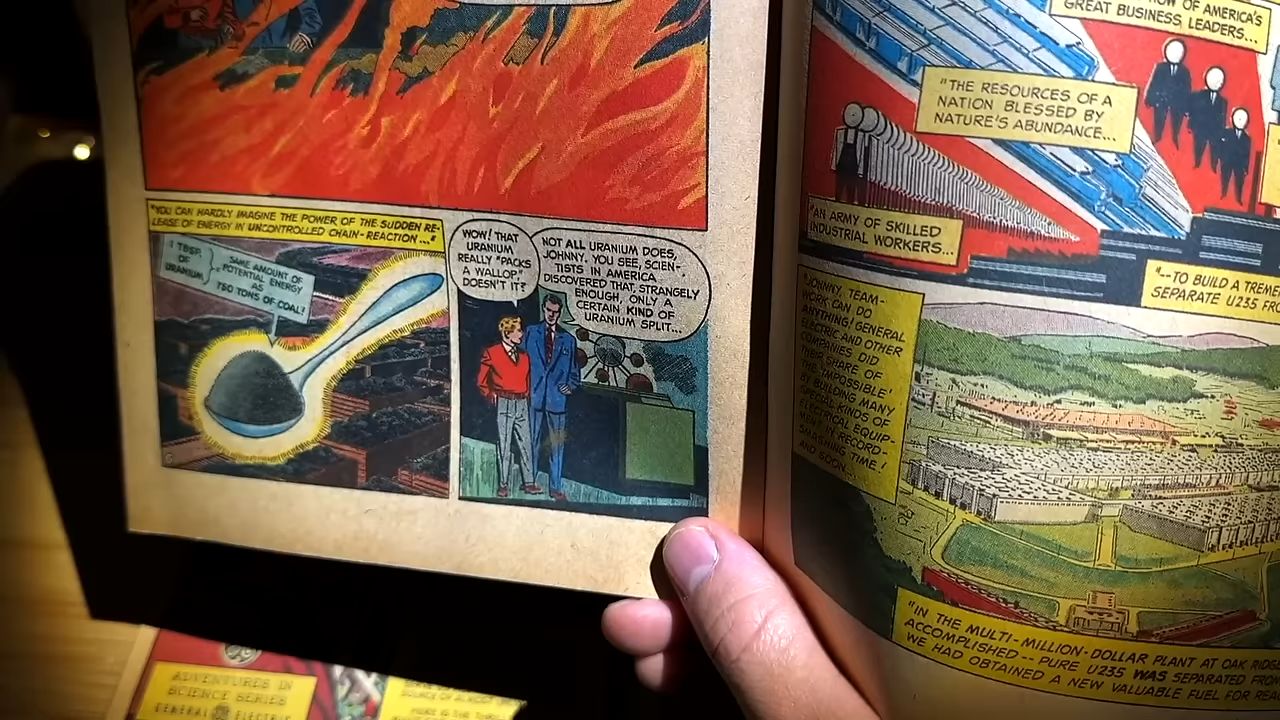 "YOU CAN HARDLY IMAGINE THE POWER OF THE SUDDEN RE-
LEASE OF ENERGY IN UNCONTROLLED CHAIN-REACTION..."
1 TBSP.
OF
URANIUM
SAME AMOUNT OF
POTENTIAL ENERGY
AS
750 TONS OF COAL!
WOW! THAT
URANIUM
REALLY "PACKS
A WALLOP,"
DOESN'T IT?
NOT ALL URANIUM DOES,
JOHNNY. YOU SEE, SCIEN-
TISTS IN AMERICA
DISCOVERED THAT, STRANGELY
ENOUGH, ONLY A
CERTAIN KIND OF
URANIUM SPLIT...
OF AMERICA'S
GREAT BUSINESS LEADERS...
"THE RESOURCES OF A
NATION BLESSED BY
NATURE'S ABUNDANCE...
"AN ARMY OF SKILLED
INDUSTRIAL WORKERS...
"--TO BUILD A
SEPARATE U235
"JOHNNY, TEAM-
WORK CAN DO
ANYTHING! GENERAL
ELECTRIC AND OTHER
COMPANIES DID
THEIR SHARE OF
THE 'IMPOSSIBLE'
BY BUILDING MANY
SPECIAL KINDS OF
ELECTRICAL EQUIP-
MENT IN RECORD-
SMASHING TIME!
AND SOON...
"IN THE MULTI-MILLION-DOLLAR PLANT AT OAK
ACCOMPLISHED -- PURE U235 WAS SEPARATED
WE HAD OBTAINED A NEW VALUABLE FUEL FOR
ADVENTURES IN
SCIENCE SERIES
GENERAL ELECTRIC